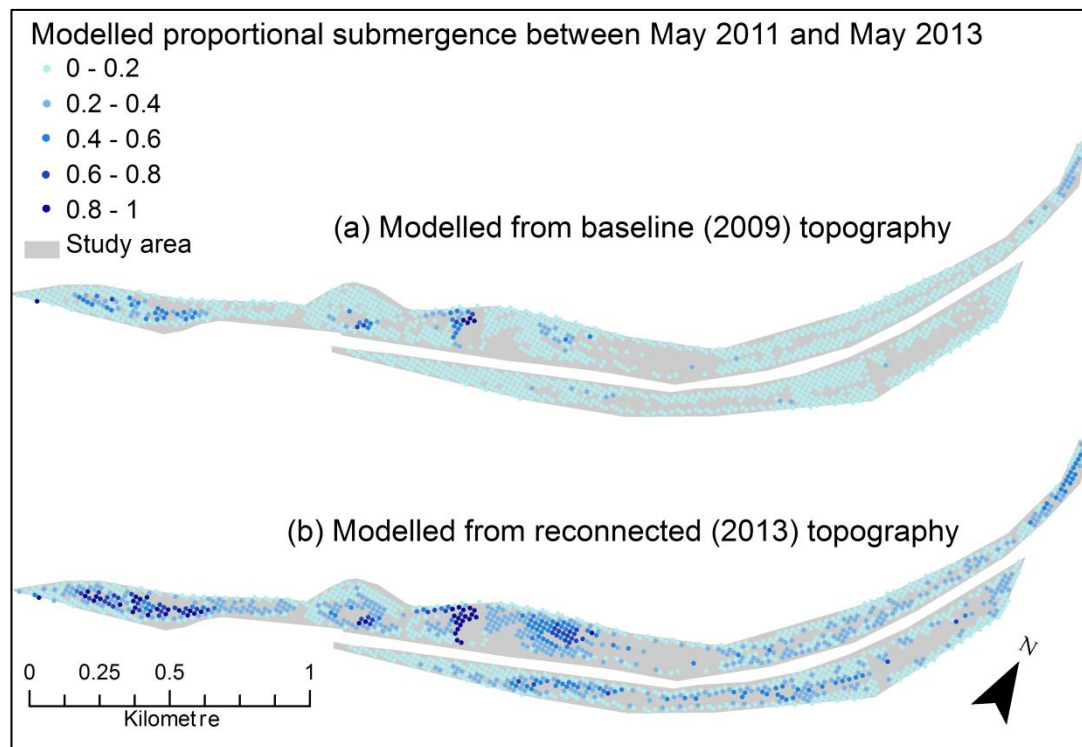 Modelled proportional submergence between May 2011 and May 2013
0 - 0.2
0.2 - 0.4
0.4 - 0.6
0.6 - 0.8
0.8 - 1
Study area
(a) Modelled from baseline (2009) topography
(b) Modelled from reconnected (2013) topography
0 0.25 0.5 1
Kilometre
N